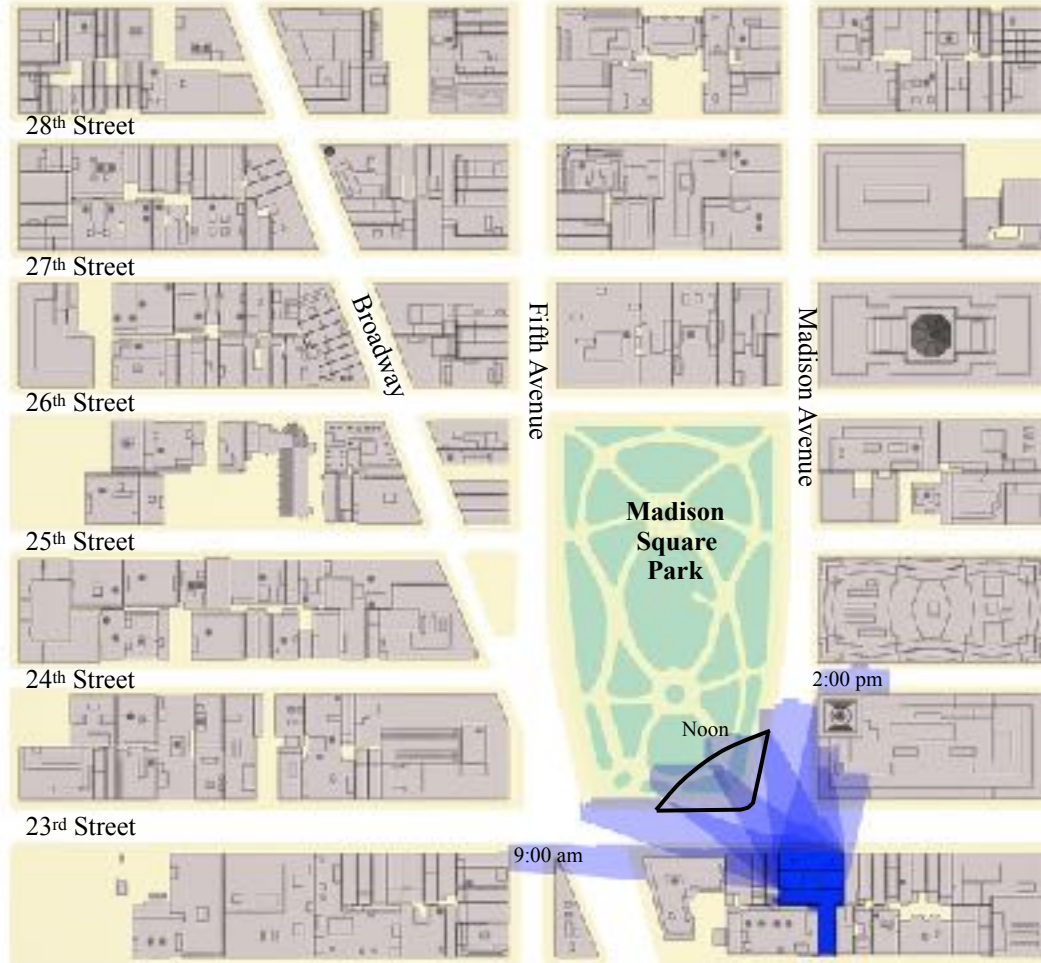 28th Street
27th Street
Broadway
Fifth Avenue
Madison Avenue
26th Street
Madison
Square
Park
25th Street
24th Street
2:00 pm
Noon
23rd Street
9:00 am